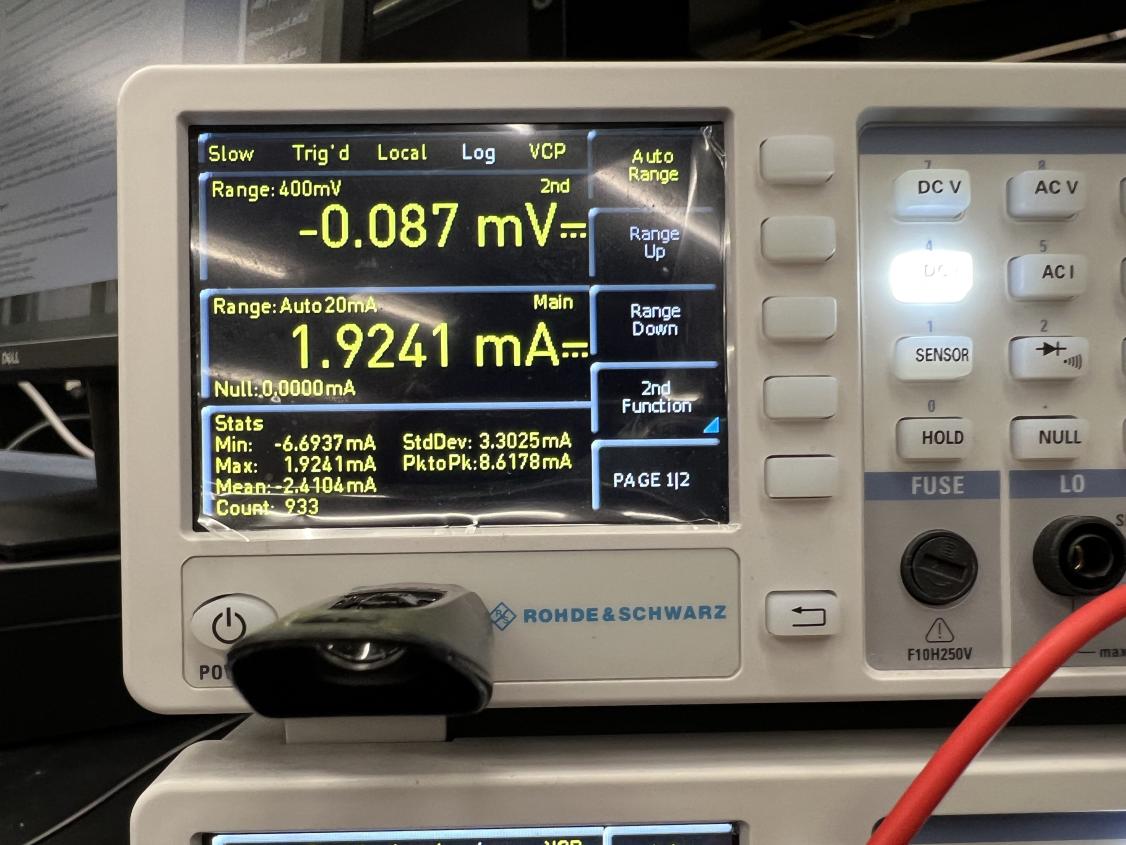 Slow Trig'd Local Log VCP
Auto
Range
Range:400mV 2nd
-0.087 mV
Range
Up
Range:Auto20mA Main
1.9241 mA
Null:0.0000mA
Range
Down
2nd
Function
Stats
Min: -6.6937mA StdDev: 3.3025mA
Max: 1.9241mA PktoPk:8.6178mA
Mean:-2.4104mA
Count: 933
PAGE 1|2
7 8
DC V AC V
4 5
DC AC I
1 2
SENSOR
0
HOLD NULL
FUSE LO
F10H250V
max
ROHDE&SCHWARZ
DELL